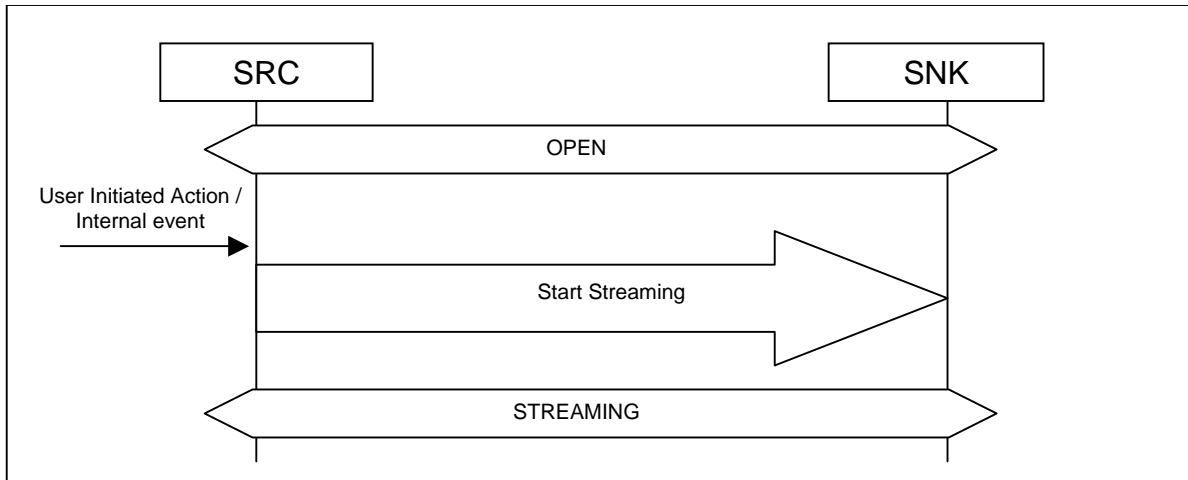 SRC
SNK
OPEN
User Initiated Action /
Internal event
Start Streaming
STREAMING